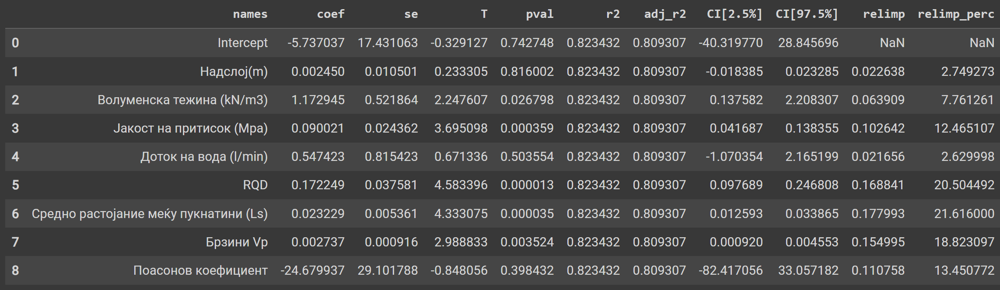 names coef se T pval r2 adj_r2 CI[2.5%] CI[97.5%] relimp relimp_perc
0 Intercept -5.737037 17.431063 -0.329127 0.742748 0.823432 0.809307 -40.319770 28.845696 NaN NaN
1 Надслој(m) 0.002450 0.010501 0.233305 0.816002 0.823432 0.809307 -0.018385 0.023285 0.022638 2.749273
2 Волуменска тежина (kN/m3) 1.172945 0.521864 2.247607 0.026798 0.823432 0.809307 0.137582 2.208307 0.063909 7.761261
3 Јакост на притисок (Mpa) 0.090021 0.024362 3.695098 0.000359 0.823432 0.809307 0.041687 0.138355 0.102642 12.465107
4 Доток на вода (l/min) 0.547423 0.815423 0.671336 0.503554 0.823432 0.809307 -1.070354 2.165199 0.021656 2.629998
5 RQD 0.172249 0.037581 4.583396 0.000013 0.823432 0.809307 0.097689 0.246808 0.168841 20.504492
6 Средно растојание меќу пукнатини (Ls) 0.023229 0.005361 4.333075 0.000035 0.823432 0.809307 0.012593 0.033865 0.177993 21.616000
7 Брзини Vp 0.002737 0.000916 2.988833 0.003524 0.823432 0.809307 0.000920 0.004553 0.154995 18.823097
8 Поасонов коефициент -24.679937 29.101788 -0.848056 0.398432 0.823432 0.809307 -82.417056 33.057182 0.110758 13.450772